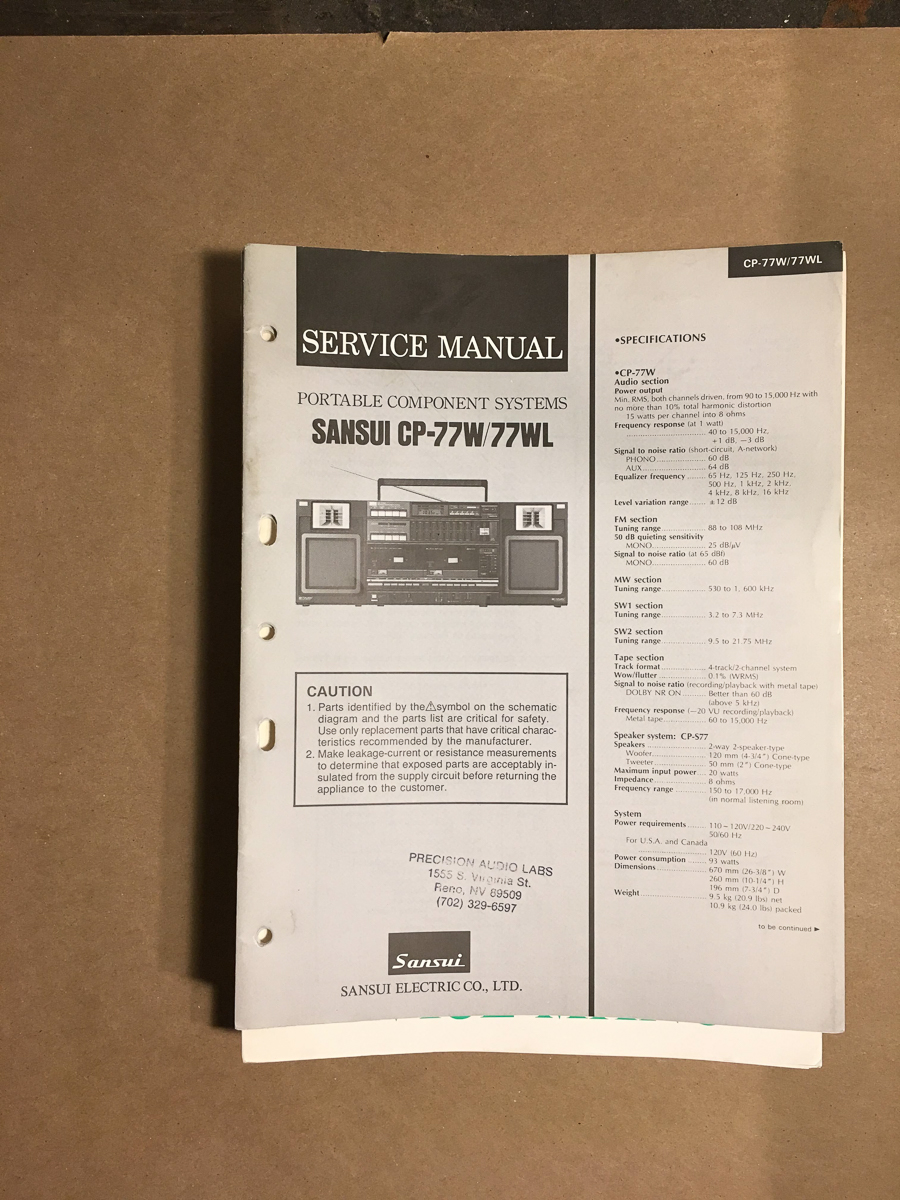 CP-77W/77WL
SERVICE MANUAL
PORTABLE COMPONENT SYSTEMS
SANSUI CP-77W/77WL
CAUTION
1. Parts identified by the⚠symbol on the schematic
diagram and the parts list are critical for safety.
Use only replacement parts that have critical charac-
teristics recommended by the manufacturer.
2. Make leakage-current or resistance measurements
to determine that exposed parts are acceptably in-
sulated from the supply circuit before returning the
appliance to the customer.
PRECISION AUDIO LABS
1555 S. Virginia St.
Reno, NV 89509
(702) 329-6597
Sansui
SANSUI ELECTRIC CO., LTD.
•SPECIFICATIONS
•CP-77W
Audio section
Power output
Min. RMS, both channels driven, from 90 to 15,000 Hz with
no more than 10% total harmonic distortion
15 watts per channel into 8 ohms
Frequency response (at 1 watt)
.......................... 40 to 15,000 Hz,
+1 dB, −3 dB
Signal to noise ratio (short-circuit, A-network)
PHONO................ 60 dB
AUX.................... 64 dB
Equalizer frequency ...... 65 Hz, 125 Hz, 250 Hz,
500 Hz, 1 kHz, 2 kHz,
4 kHz, 8 kHz, 16 kHz
Level variation range..... ±12 dB
FM section
Tuning range.............. 88 to 108 MHz
50 dB quieting sensitivity
MONO................. 25 dB/μV
Signal to noise ratio (at 65 dBf)
MONO................. 60 dB
MW section
Tuning range.............. 530 to 1, 600 kHz
SW1 section
Tuning range.............. 3.2 to 7.3 MHz
SW2 section
Tuning range.............. 9.5 to 21.75 MHz
Tape section
Track format............... 4-track/2-channel system
Wow/flutter................ 0.1% (WRMS)
Signal to noise ratio (recording/playback with metal tape)
DOLBY NR ON........ Better than 60 dB
(above 5 kHz)
Frequency response (−20 VU recording/playback)
Metal tape.............. 60 to 15,000 Hz
Speaker system: CP-S77
Speakers ................... 2-way 2-speaker-type
Woofer.................. 120 mm (4-3/4") Cone-type
Tweeter................. 50 mm (2") Cone-type
Maximum input power... 20 watts
Impedance................. 8 ohms
Frequency range .......... 150 to 17,000 Hz
(in normal listening room)
System
Power requirements ...... 110～120V/220～240V
50/60 Hz
For U.S.A. and Canada
....................... 120V (60 Hz)
Power consumption ...... 93 watts
Dimensions................ 670 mm (26-3/8") W
260 mm (10-1/4") H
196 mm (7-3/4") D
Weight..................... 9.5 kg (20.9 lbs) net
10.9 kg (24.0 lbs) packed
to be continued ►